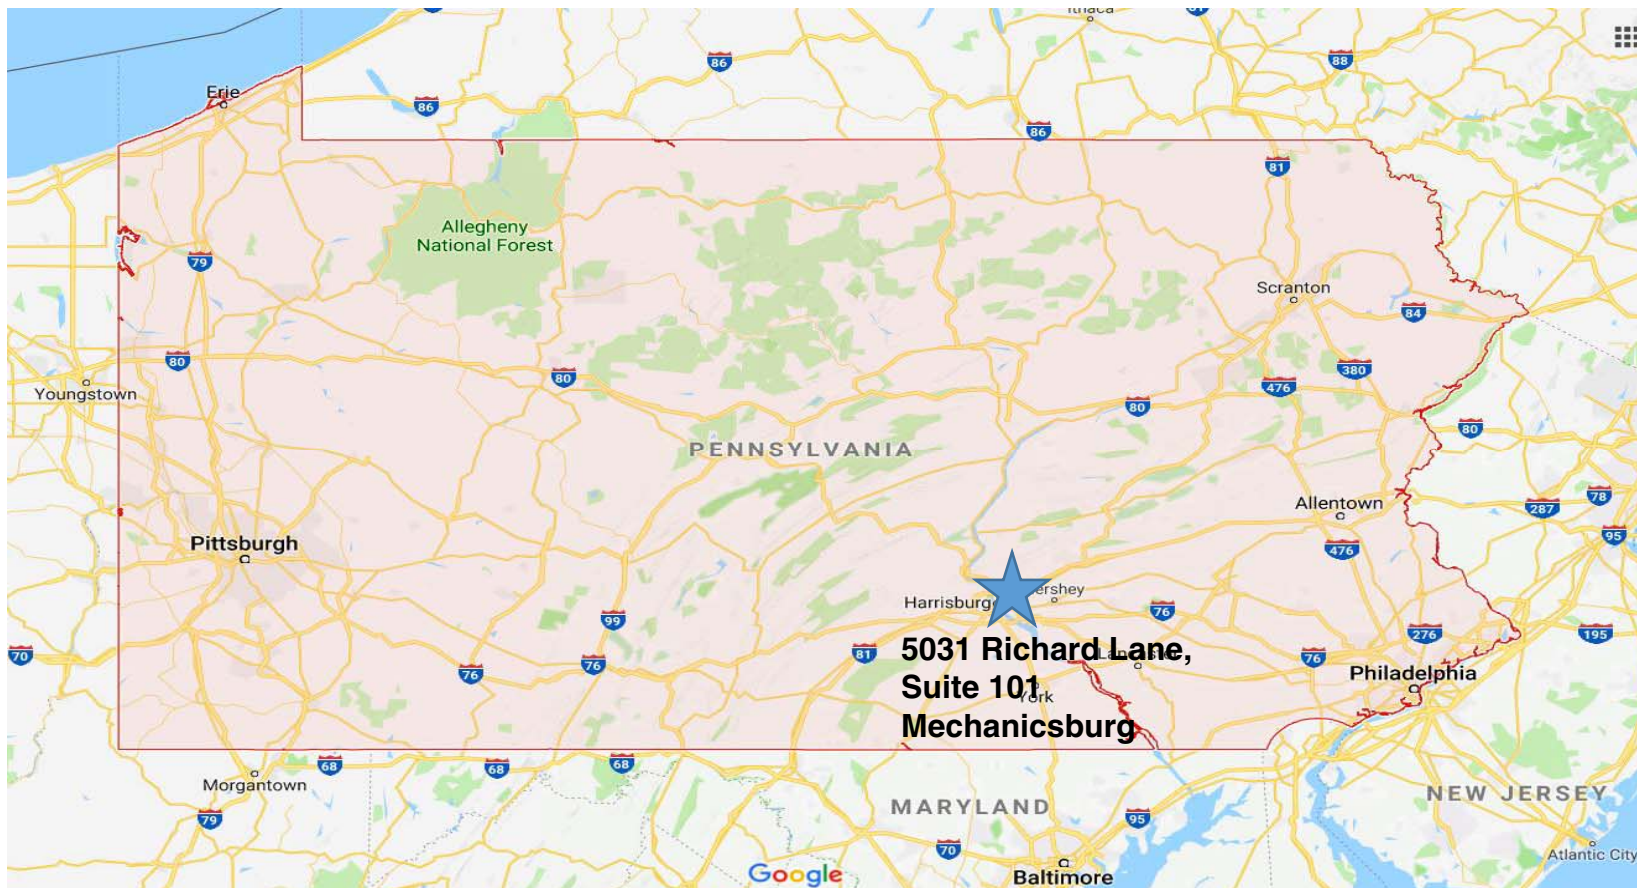 Ithaca
81
86
88
Erie
86
86
81
Allegheny
National Forest
79
Scranton
84
80
80
380
476
Youngstown
80
80
PENNSYLVANIA
Allentown
78
287
95
Pittsburgh
476
Harrisburg
ershey
99
76
276
195
70
81
5031 Richard Lane,
Lancaster
76
76
76
Philadelphia
Suite 101
York
Mechanicsburg
68
68
68
Morgantown
79
MARYLAND
NEW JERSEY
95
70
Atlantic City
Google
Baltimore